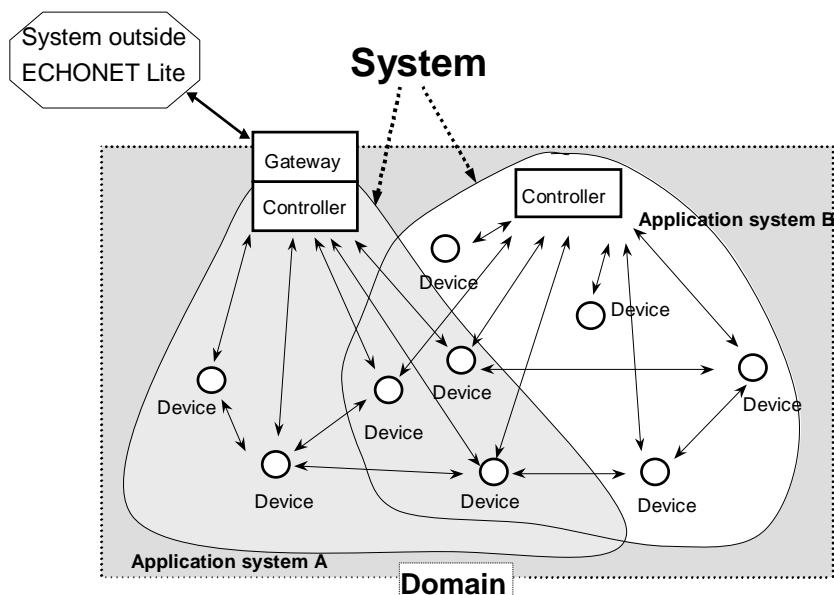 System outside
ECHONET Lite
System
Gateway
Controller
Controller
Application system B
Device
Device
Device
Device
Device
Device
Device
Device
Device
Application system A
Domain